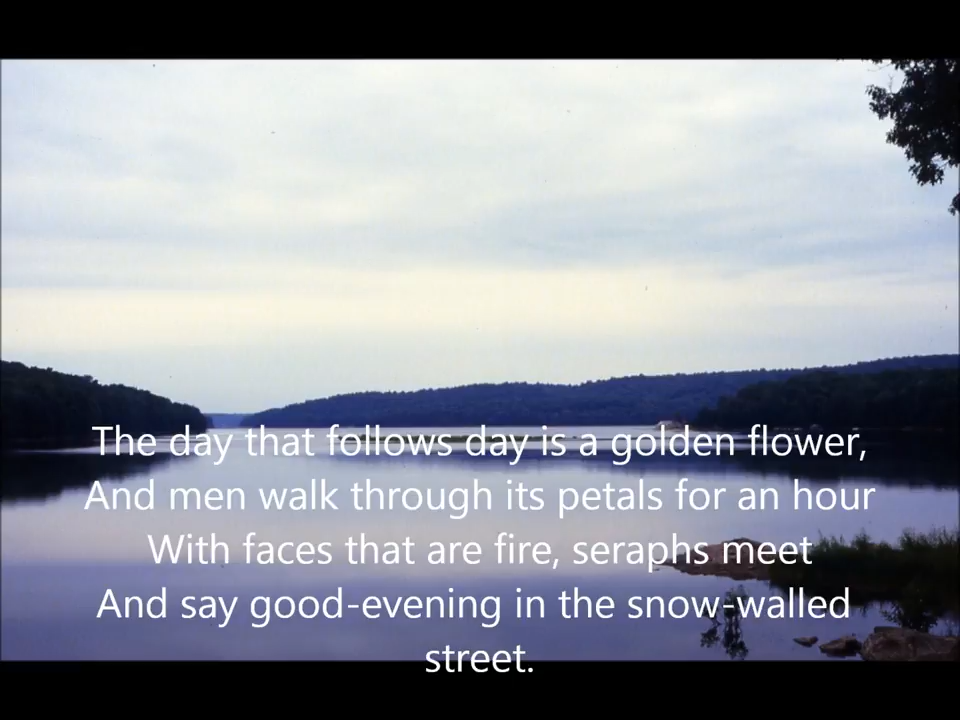 The day that follows day is a golden flower,
And men walk through its petals for an hour
With faces that are fire, seraphs meet
And say good-evening in the snow-walled
street.